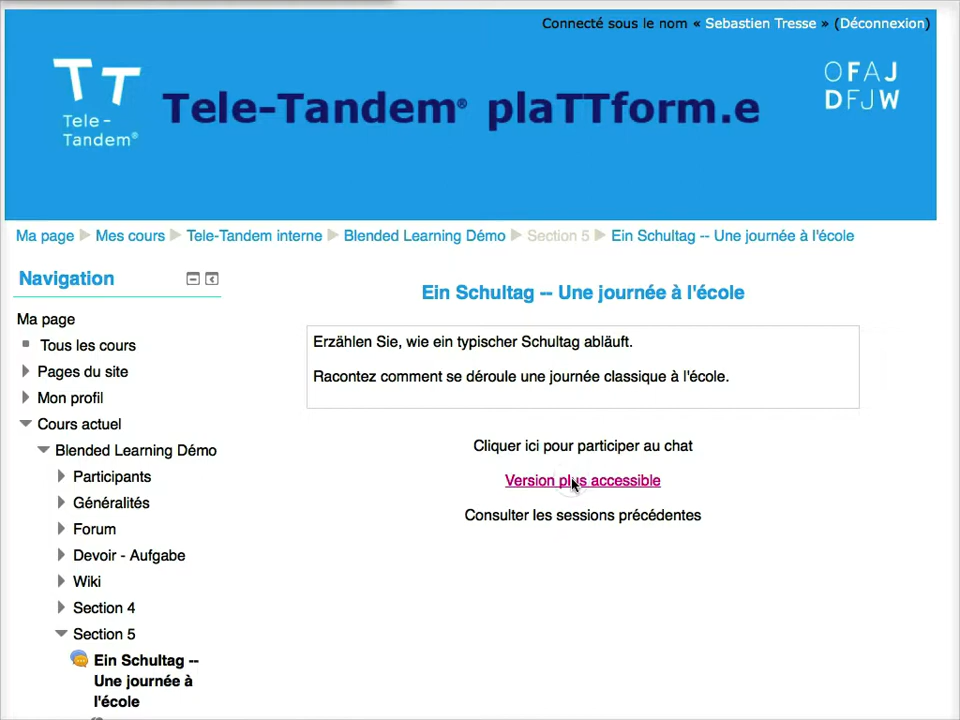 Connecté sous le nom « Sebastien Tresse » (Déconnexion)
TT
Tele-
Tandem®
Tele-Tandem® plaTTform.e
OFAJ
DFJW
Ma page Mes cours Tele-Tandem interne Blended Learning Démo Section 5 Ein Schultag -- Une journée à l'école
Navigation
Ma page
Tous les cours
Pages du site
Mon profil
Cours actuel
Blended Learning Démo
Participants
Généralités
Forum
Devoir - Aufgabe
Wiki
Section 4
Section 5
Ein Schultag --
Une journée à
l'école
Ein Schultag -- Une journée à l'école
Erzählen Sie, wie ein typischer Schultag abläuft.
Racontez comment se déroule une journée classique à l'école.
Cliquer ici pour participer au chat
Version plus accessible
Consulter les sessions précédentes